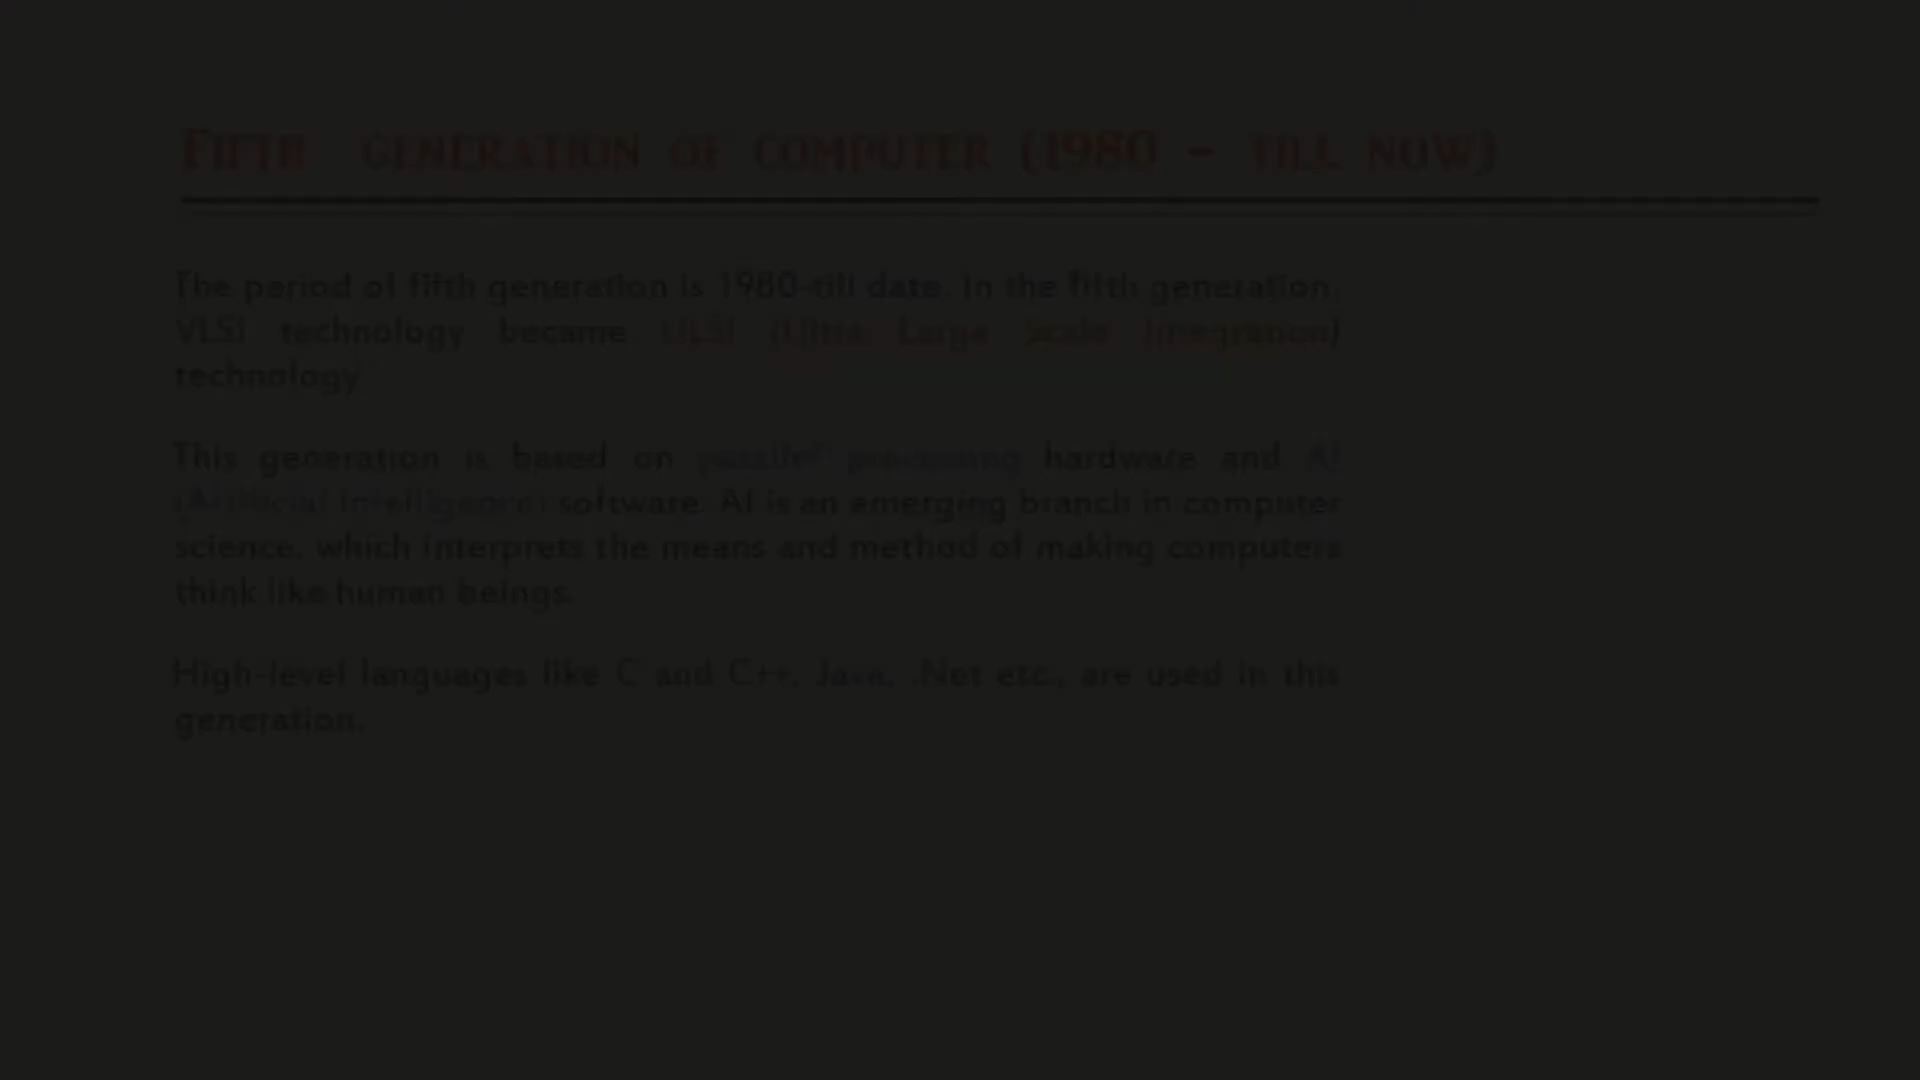 FIFTH GENERATION OF COMPUTER (1980 – TILL NOW)
The period of fifth generation is 1980-till date. In the fifth generation,
VLSI technology became ULSI (Ultra Large Scale Integration)
technology.
This generation is based on parallel processing hardware and AI
(Artificial Intelligence) software. AI is an emerging branch in computer
science, which interprets the means and method of making computers
think like human beings.
High-level languages like C and C++, Java, .Net etc., are used in this
generation.